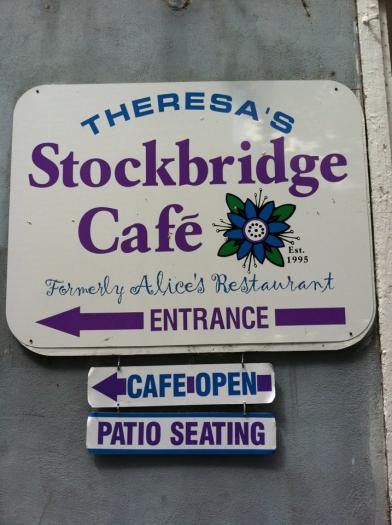 THERESA'S
Stockbridge
Café
Est.
1995
Formerly Alice's Restaurant
ENTRANCE
CAFE OPEN
PATIO SEATING